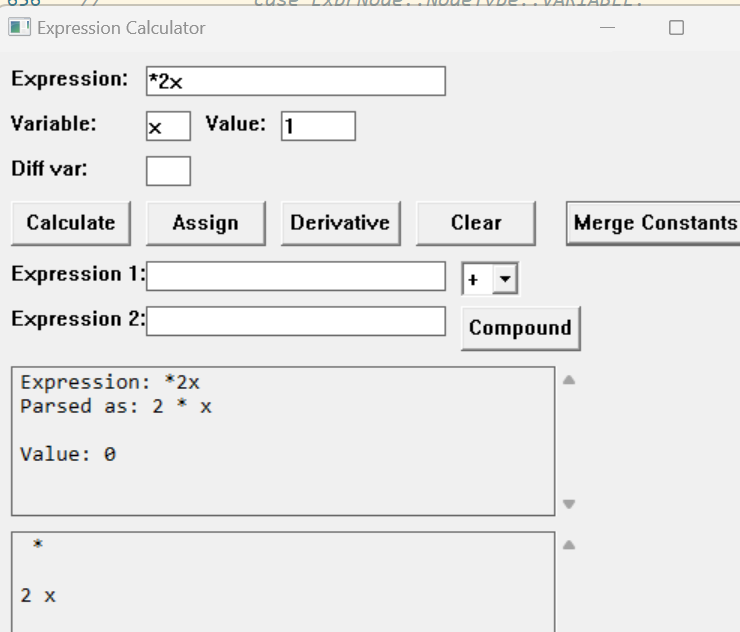 656 // case ExprNode::NodeType::VARIABLE:
Expression Calculator
Expression: *2x
Variable: x Value: 1
Diff var:
Calculate Assign Derivative Clear Merge Constants
Expression 1: +
Expression 2: Compound
Expression: *2x
Parsed as: 2 * x
Value: 0
*
2 x